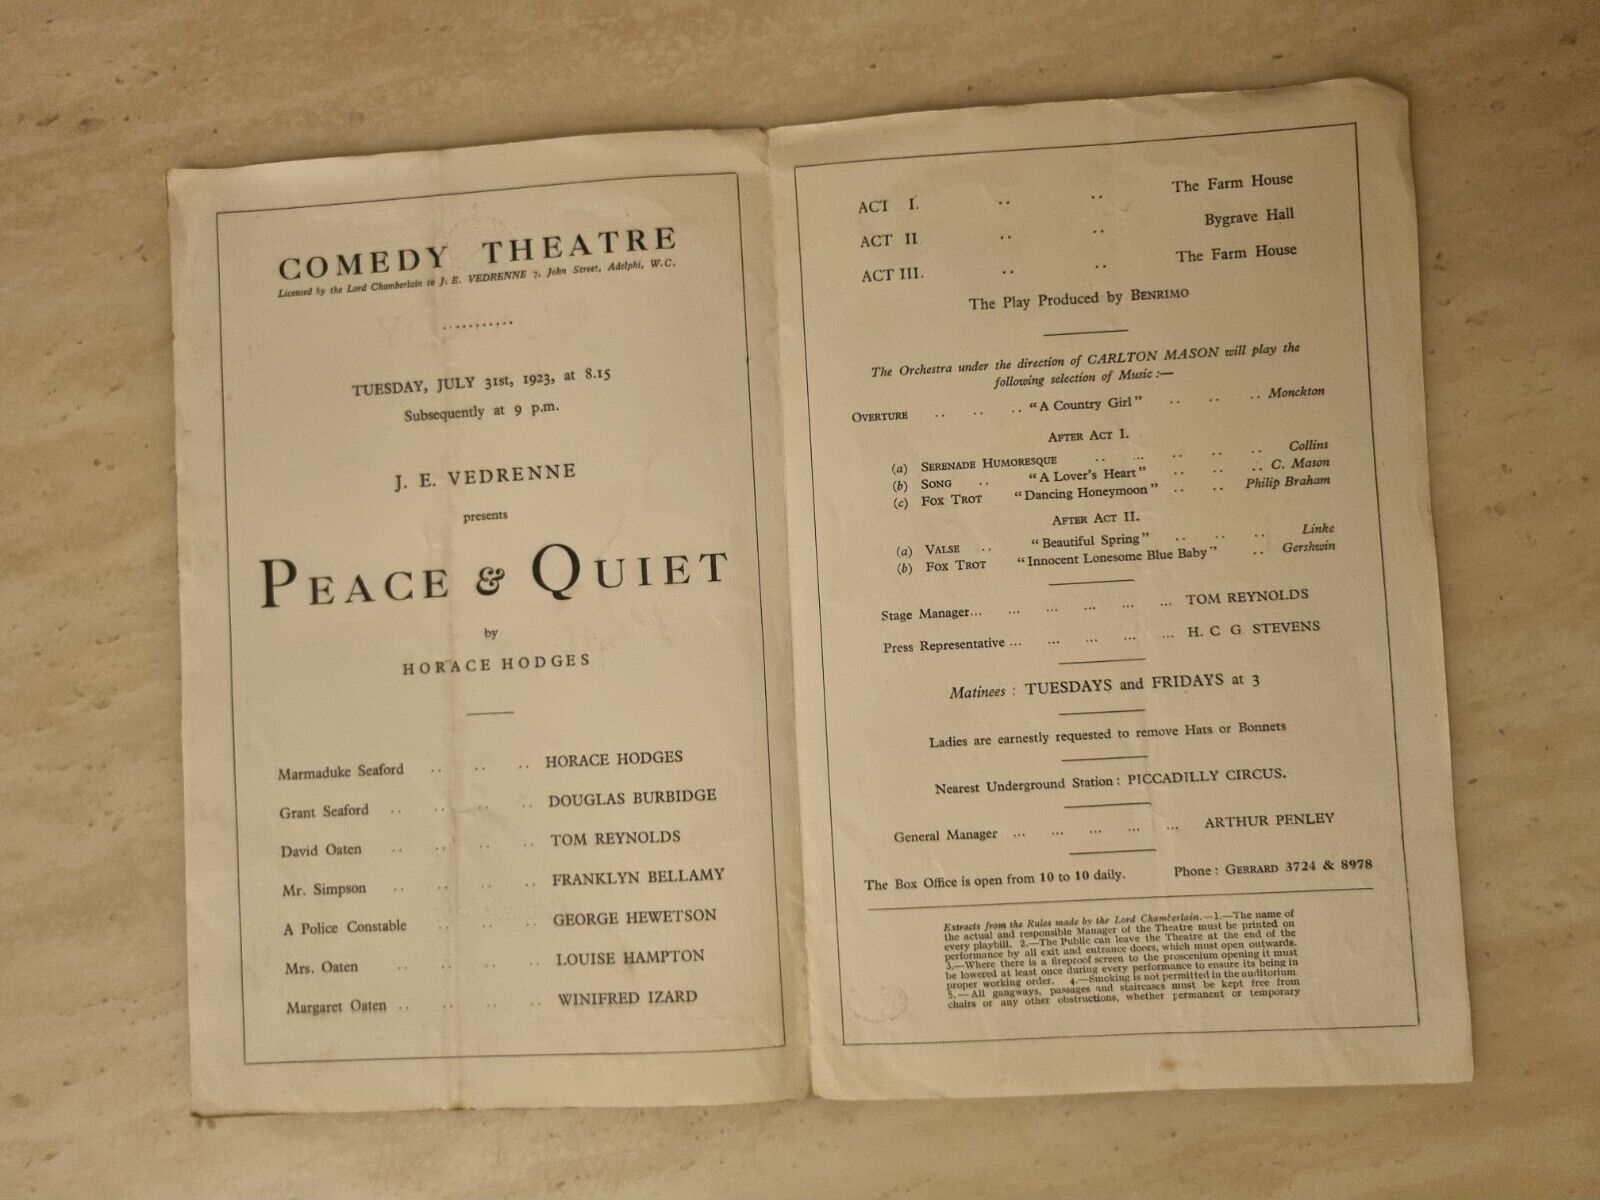 COMEDY THEATRE
Licensed by the Lord Chamberlain to J. E. VEDRENNE 7, John Street, Adelphi, W.C.
TUESDAY, JULY 31st, 1923, at 8.15
Subsequently at 9 p.m.
J. E. VEDRENNE
presents
PEACE & QUIET
by
HORACE HODGES
Marmaduke Seaford .. .. .. HORACE HODGES
Grant Seaford .. .. .. .. DOUGLAS BURBIDGE
David Oaten .. .. .. .. TOM REYNOLDS
Mr. Simpson .. .. .. .. FRANKLYN BELLAMY
A Police Constable .. .. .. GEORGE HEWETSON
Mrs. Oaten .. .. .. .. LOUISE HAMPTON
Margaret Oaten .. .. .. .. WINIFRED IZARD
ACT I. .. .. The Farm House
ACT II .. .. Bygrave Hall
ACT III. .. .. The Farm House
The Play Produced by BENRIMO
The Orchestra under the direction of CARLTON MASON will play the
following selection of Music :—
OVERTURE .. .. .. "A Country Girl" .. .. .. Monckton
AFTER ACT I.
(a) SERENADE HUMORESQUE .. ... .. .. .. Collins
(b) SONG .. "A Lover's Heart" .. .. .. C. Mason
(c) FOX TROT "Dancing Honeymoon" .. .. Philip Braham
AFTER ACT II.
(a) VALSE .. "Beautiful Spring" .. .. .. Linke
(b) FOX TROT "Innocent Lonesome Blue Baby" .. Gershwin
Stage Manager... ... ... ... ... ... TOM REYNOLDS
Press Representative ... ... ... ... ... H. C G STEVENS
Matinees : TUESDAYS and FRIDAYS at 3
Ladies are earnestly requested to remove Hats or Bonnets
Nearest Underground Station : PICCADILLY CIRCUS.
General Manager ... ... ... ... ... ARTHUR PENLEY
The Box Office is open from 10 to 10 daily. Phone : GERRARD 3724 & 8978
Extracts from the Rules made by the Lord Chamberlain.—1.—The name of
the actual and responsible Manager of the Theatre must be printed on
every playbill. 2.—The Public can leave the Theatre at the end of the
performance by all exit and entrance doors, which must open outwards.
3.—Where there is a fireproof screen to the proscenium opening it must
be lowered at least once during every performance to ensure its being in
proper working order. 4.—Smoking is not permitted in the auditorium.
5.—All gangways, passages and staircases must be kept free from
chairs or any other obstructions, whether permanent or temporary